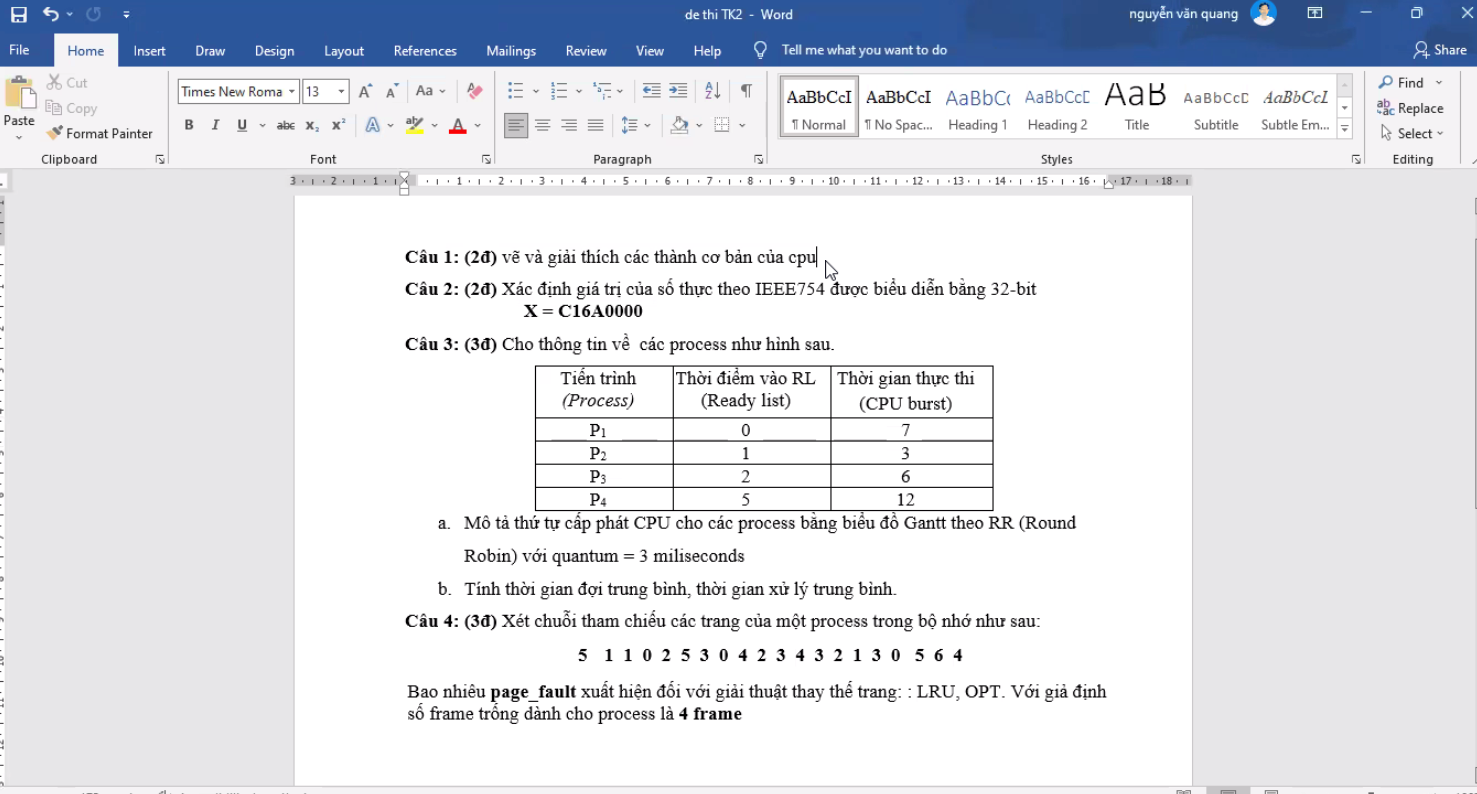 de thi TK2 - Word
nguyễn văn quang
File Home Insert Draw Design Layout References Mailings Review View Help Tell me what you want to do Share
Paste
Cut
Copy
Format Painter
Clipboard
Times New Roma 13
Aa
B I U abc X₂ X² A ab A
Font
Paragraph
AaBbCcI AaBbCcI AaBbC AaBbCcE AaB AaBbCcD AaBbCcI
¶ Normal ¶ No Spac... Heading 1 Heading 2 Title Subtitle Subtle Em...
Styles
Find
Replace
Select
Editing
3 2 1 1 2 3 4 5 6 7 8 9 10 11 12 13 14 15 16 17 18
Câu 1: (2đ) vẽ và giải thích các thành cơ bản của cpu
Câu 2: (2đ) Xác định giá trị của số thực theo IEEE754 được biểu diễn bằng 32-bit
X = C16A0000
Câu 3: (3đ) Cho thông tin về các process như hình sau.
Tiến trình (Process) Thời điểm vào RL (Ready list) Thời gian thực thi (CPU burst)
P₁ 0 7
P₂ 1 3
P₃ 2 6
P₄ 5 12
a. Mô tả thứ tự cấp phát CPU cho các process bằng biểu đồ Gantt theo RR (Round
Robin) với quantum = 3 miliseconds
b. Tính thời gian đợi trung bình, thời gian xử lý trung bình.
Câu 4: (3đ) Xét chuỗi tham chiếu các trang của một process trong bộ nhớ như sau:
5 1 1 0 2 5 3 0 4 2 3 4 3 2 1 3 0 5 6 4
Bao nhiêu page_fault xuất hiện đối với giải thuật thay thế trang: : LRU, OPT. Với giả định
số frame trống dành cho process là 4 frame